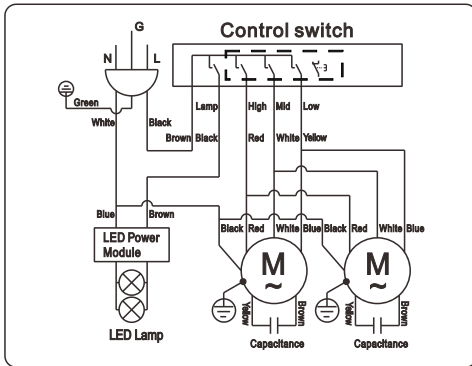 Control switch
G
N
L
Green
White
Black
Lamp
High
Mid
Low
Brown
Black
Red
White
Yellow
Blue
Brown
LED Power
Module
LED Lamp
Black
Red
White
Blue
Black
Red
White
Blue
M
~
M
~
Yellow
Brown
Yellow
Brown
Capacitance
Capacitance